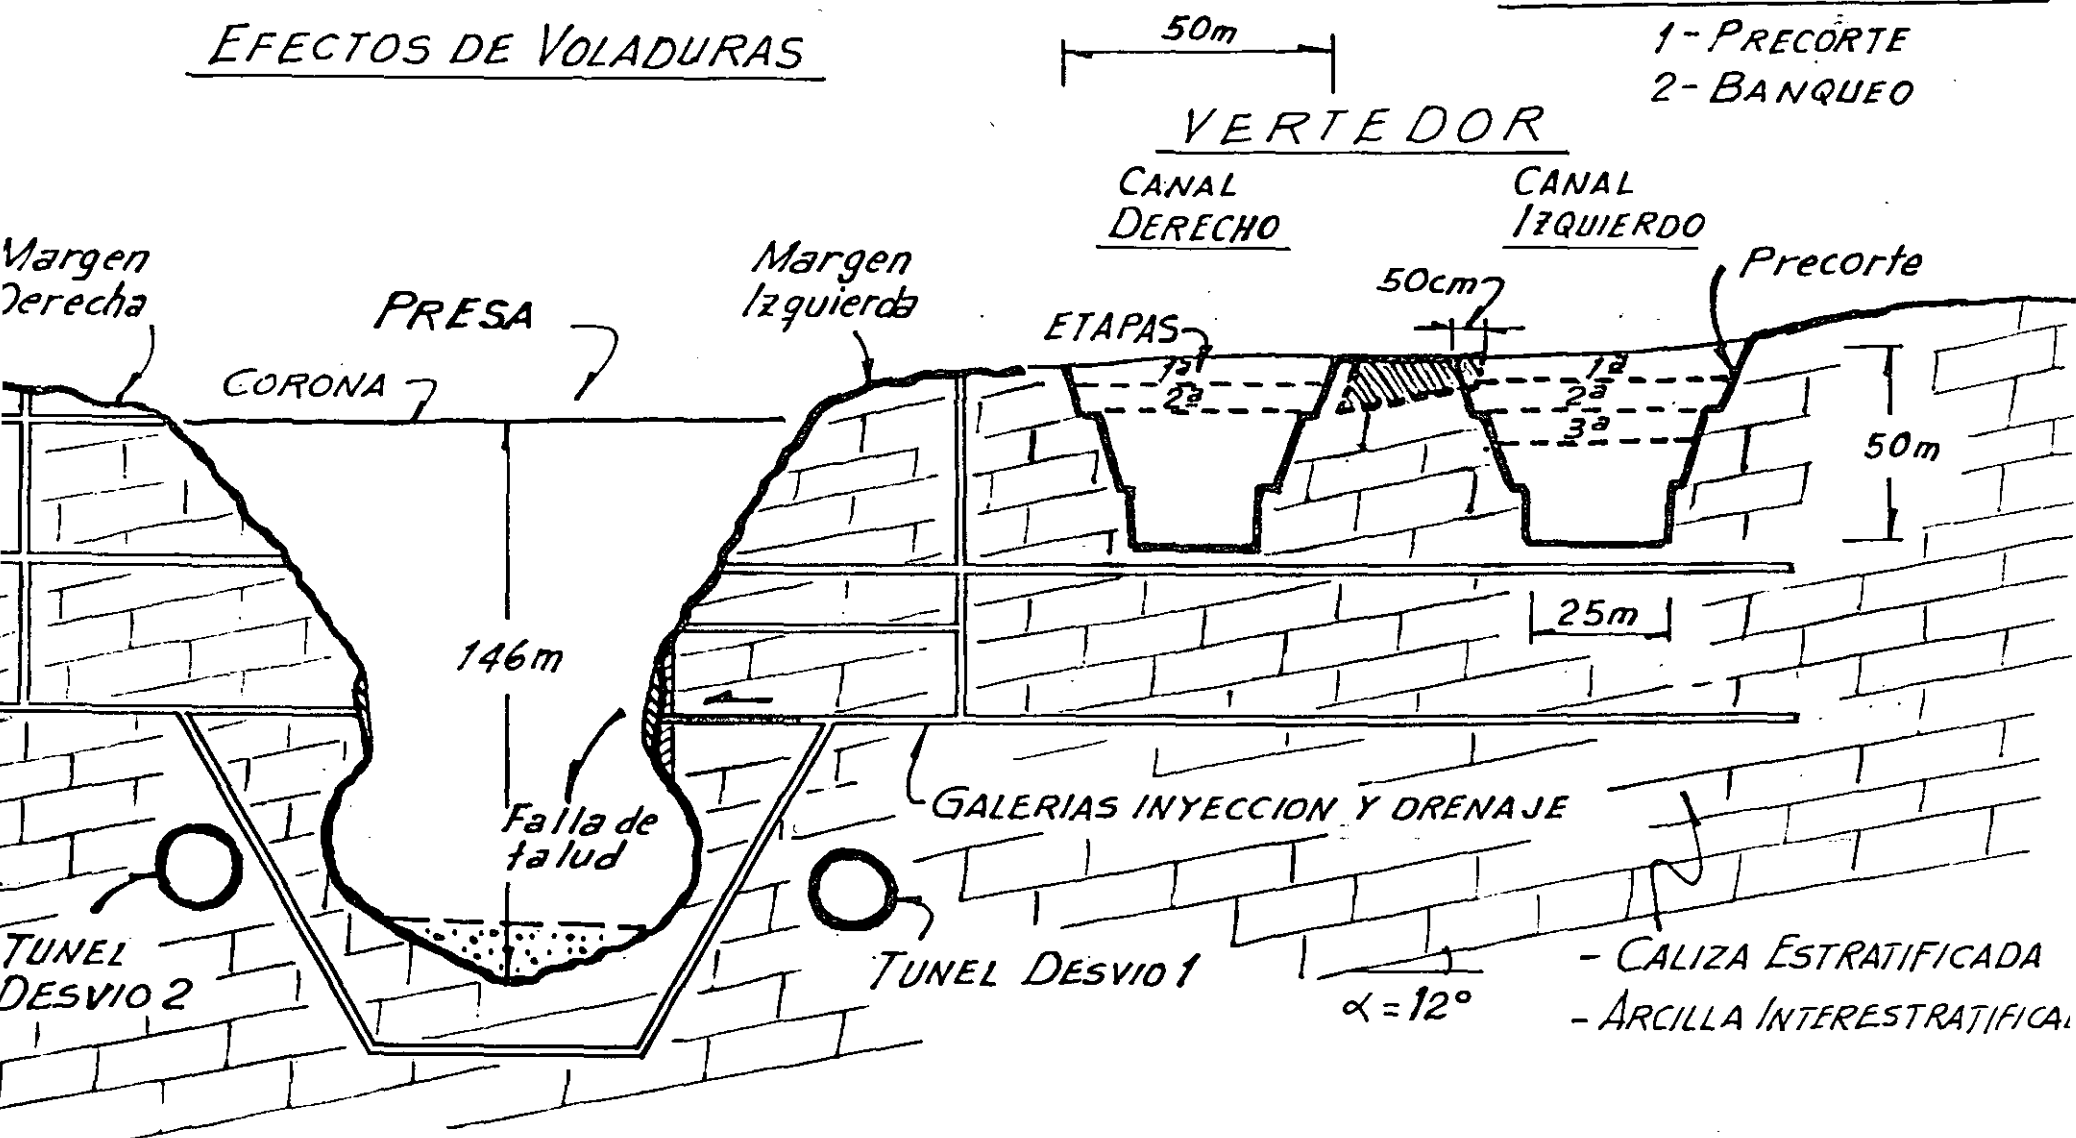 EFECTOS DE VOLADURAS
50m
1- PRECORTE
2- BANQUEO
VERTEDOR
CANAL
DERECHO
CANAL
IZQUIERDO
Margen
Derecha
PRESA
Margen
Izquierda
50cm
Precorte
ETAPAS
CORONA
1ª
2ª
1ª
2ª
3ª
50m
146m
25m
Falla de
talud
GALERIAS INYECCION Y DRENAJE
TUNEL
DESVIO 2
TUNEL DESVIO 1
α = 12°
- CALIZA ESTRATIFICADA
- ARCILLA INTERESTRATIFICA